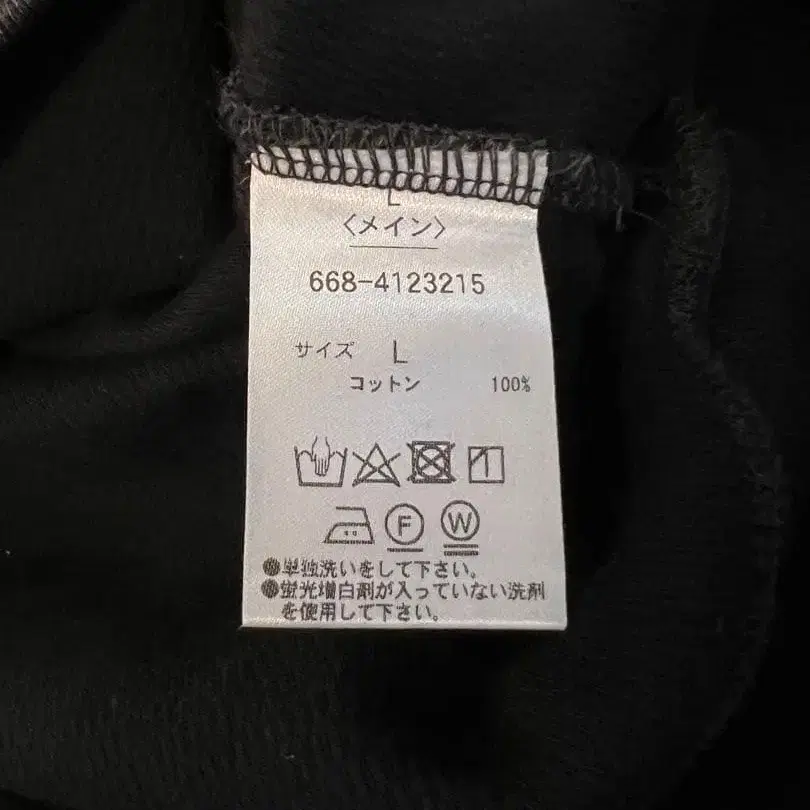 L
〈メイン〉
668-4123215
サイズ L
コットン 100%
F W
●単独洗いをして下さい。
●蛍光増白剤が入っていない洗剤
を使用して下さい。